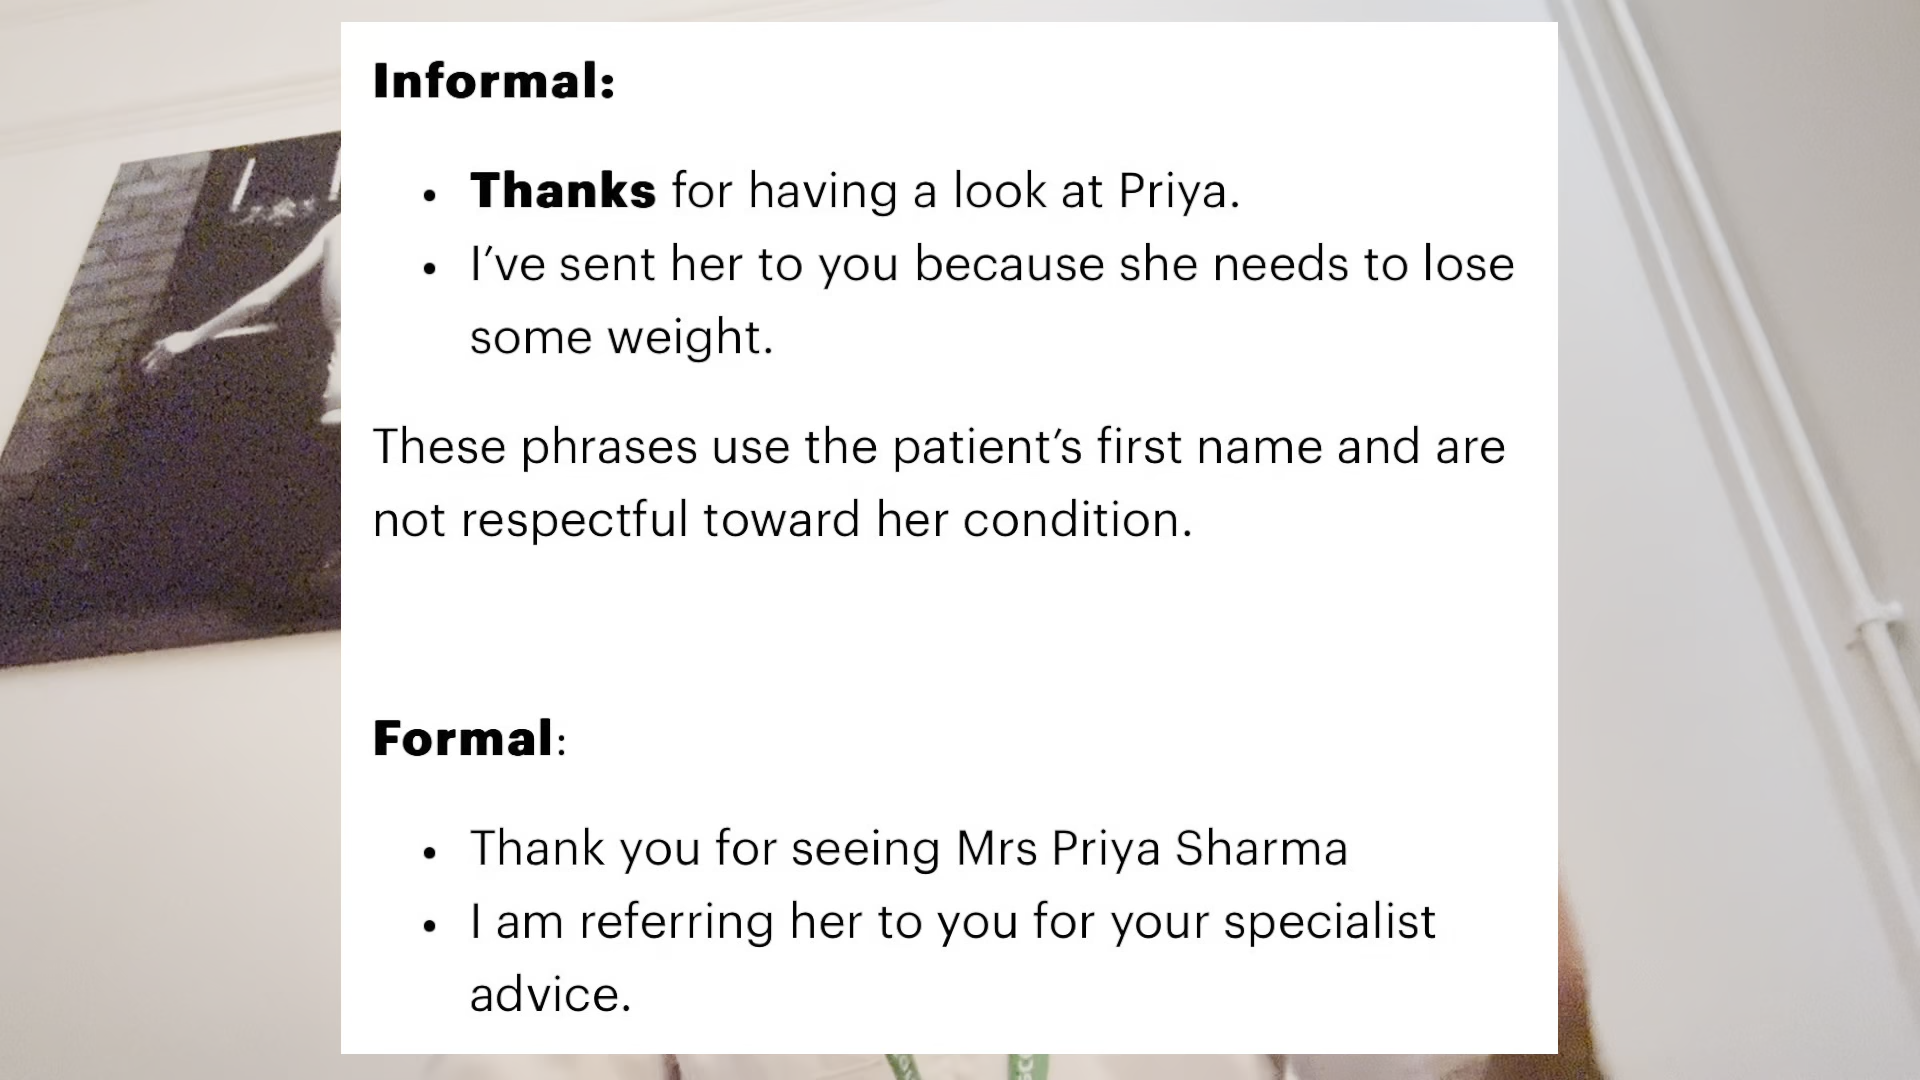 Informal:
• Thanks for having a look at Priya.
• I’ve sent her to you because she needs to lose
some weight.
These phrases use the patient’s first name and are
not respectful toward her condition.
Formal:
• Thank you for seeing Mrs Priya Sharma
• I am referring her to you for your specialist
advice.